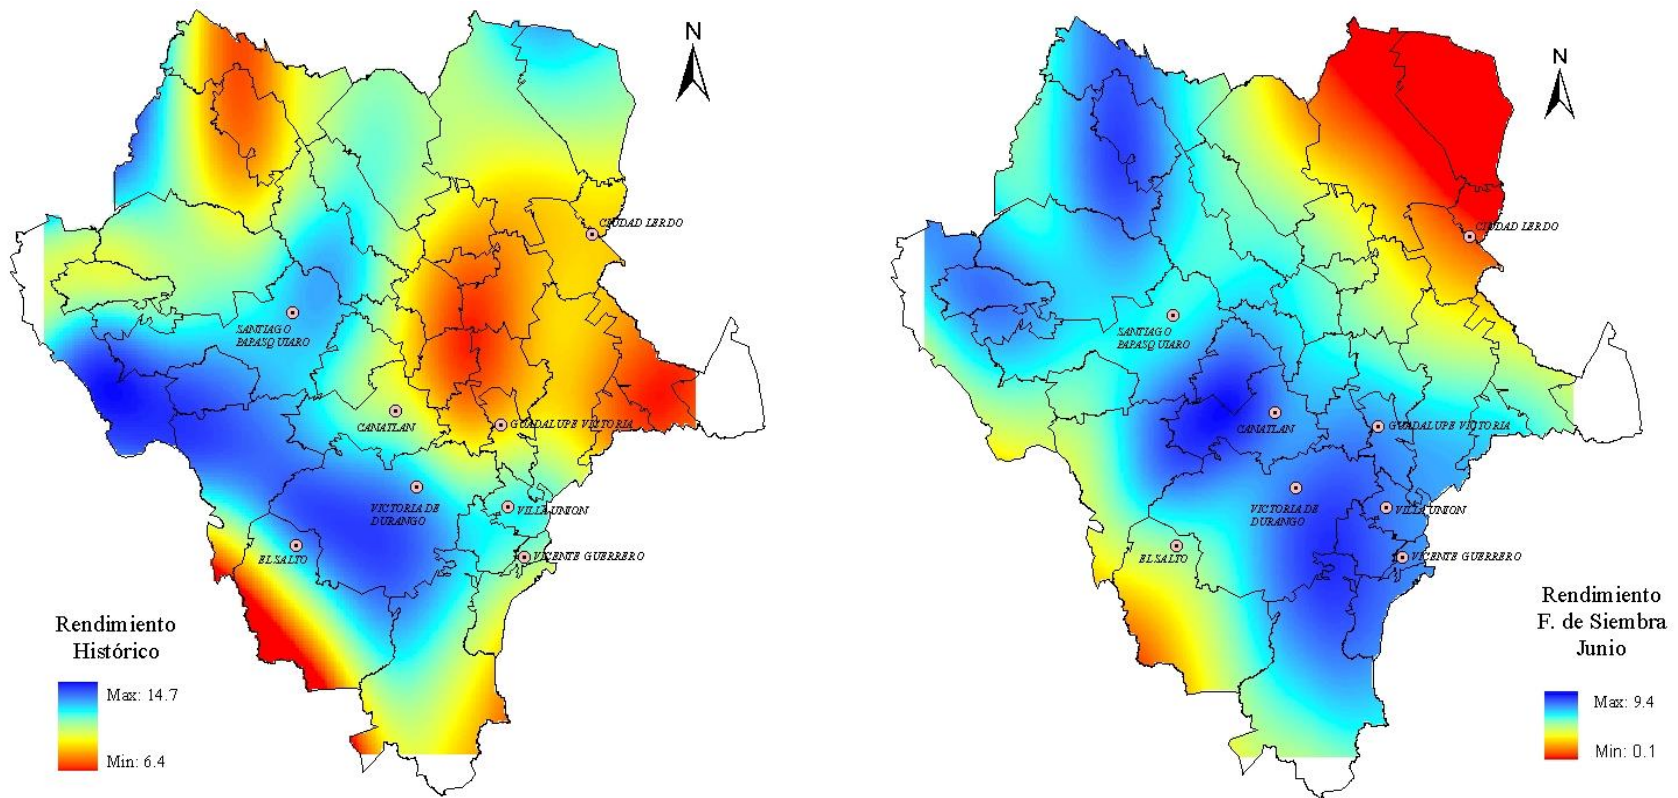 N
CIUDAD LERDO
SANTIAGO
PAPASQUIARO
CANATLAN
GUADALUPE VICTORIA
VICTORIA DE
DURANGO
VILLA UNION
EL SALTO
VICENTE GUERRERO
Rendimiento
Histórico
Max: 14.7
Min: 6.4
N
CIUDAD LERDO
SANTIAGO
PAPASQUIARO
CANATLAN
GUADALUPE VICTORIA
VICTORIA DE
DURANGO
VILLA UNION
EL SALTO
VICENTE GUERRERO
Rendimiento
F. de Siembra
Junio
Max: 9.4
Min: 0.1